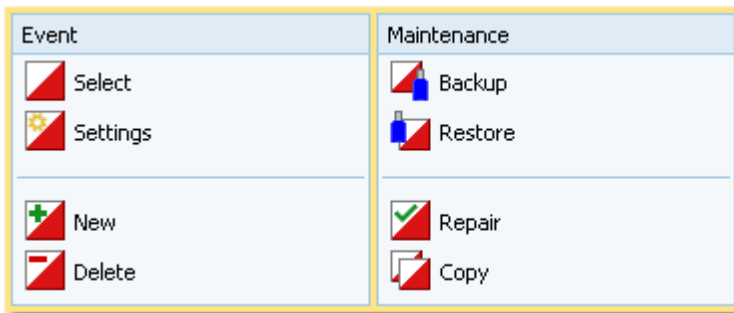 Event
Select
Settings
New
Delete
Maintenance
Backup
Restore
Repair
Copy